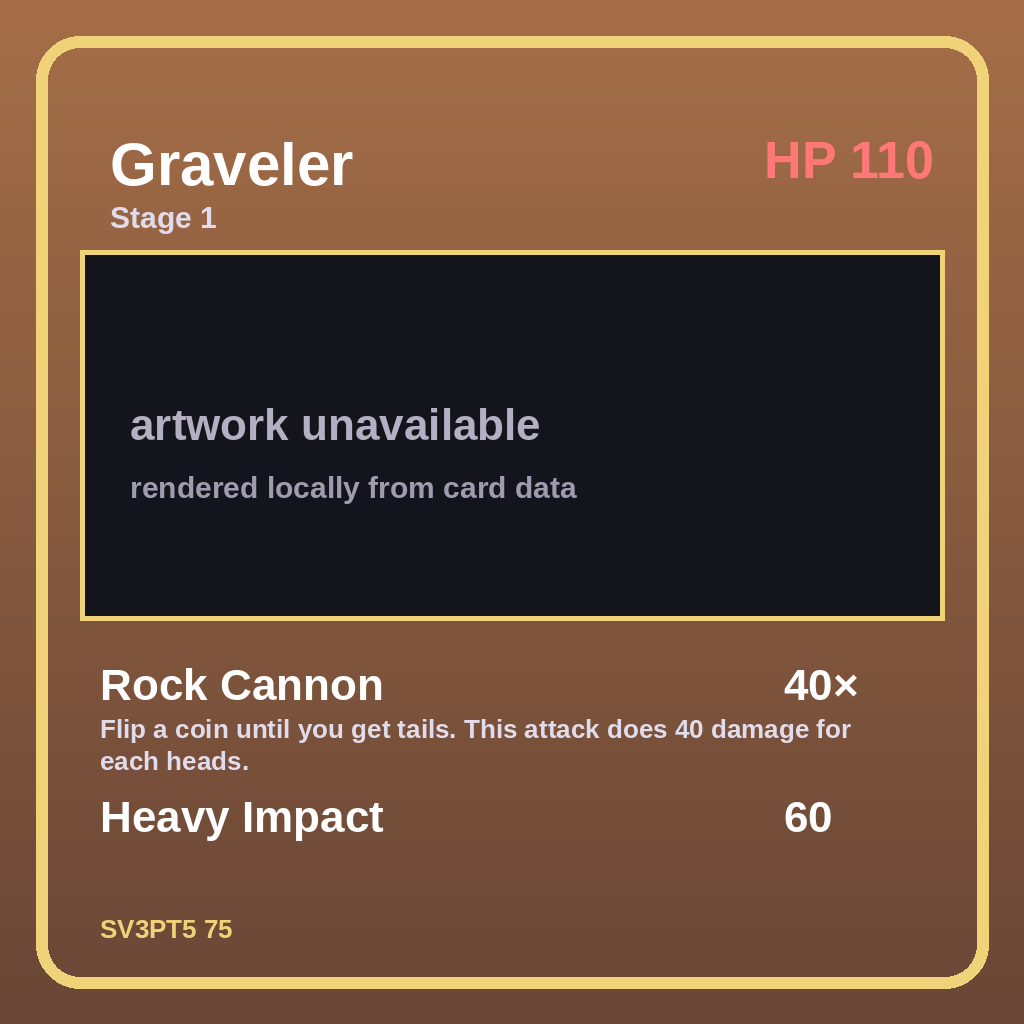 Graveler
HP 110
Stage 1
artwork unavailable
rendered locally from card data
Rock Cannon 40×
Flip a coin until you get tails. This attack does 40 damage for
each heads.
Heavy Impact 60
SV3PT5 75